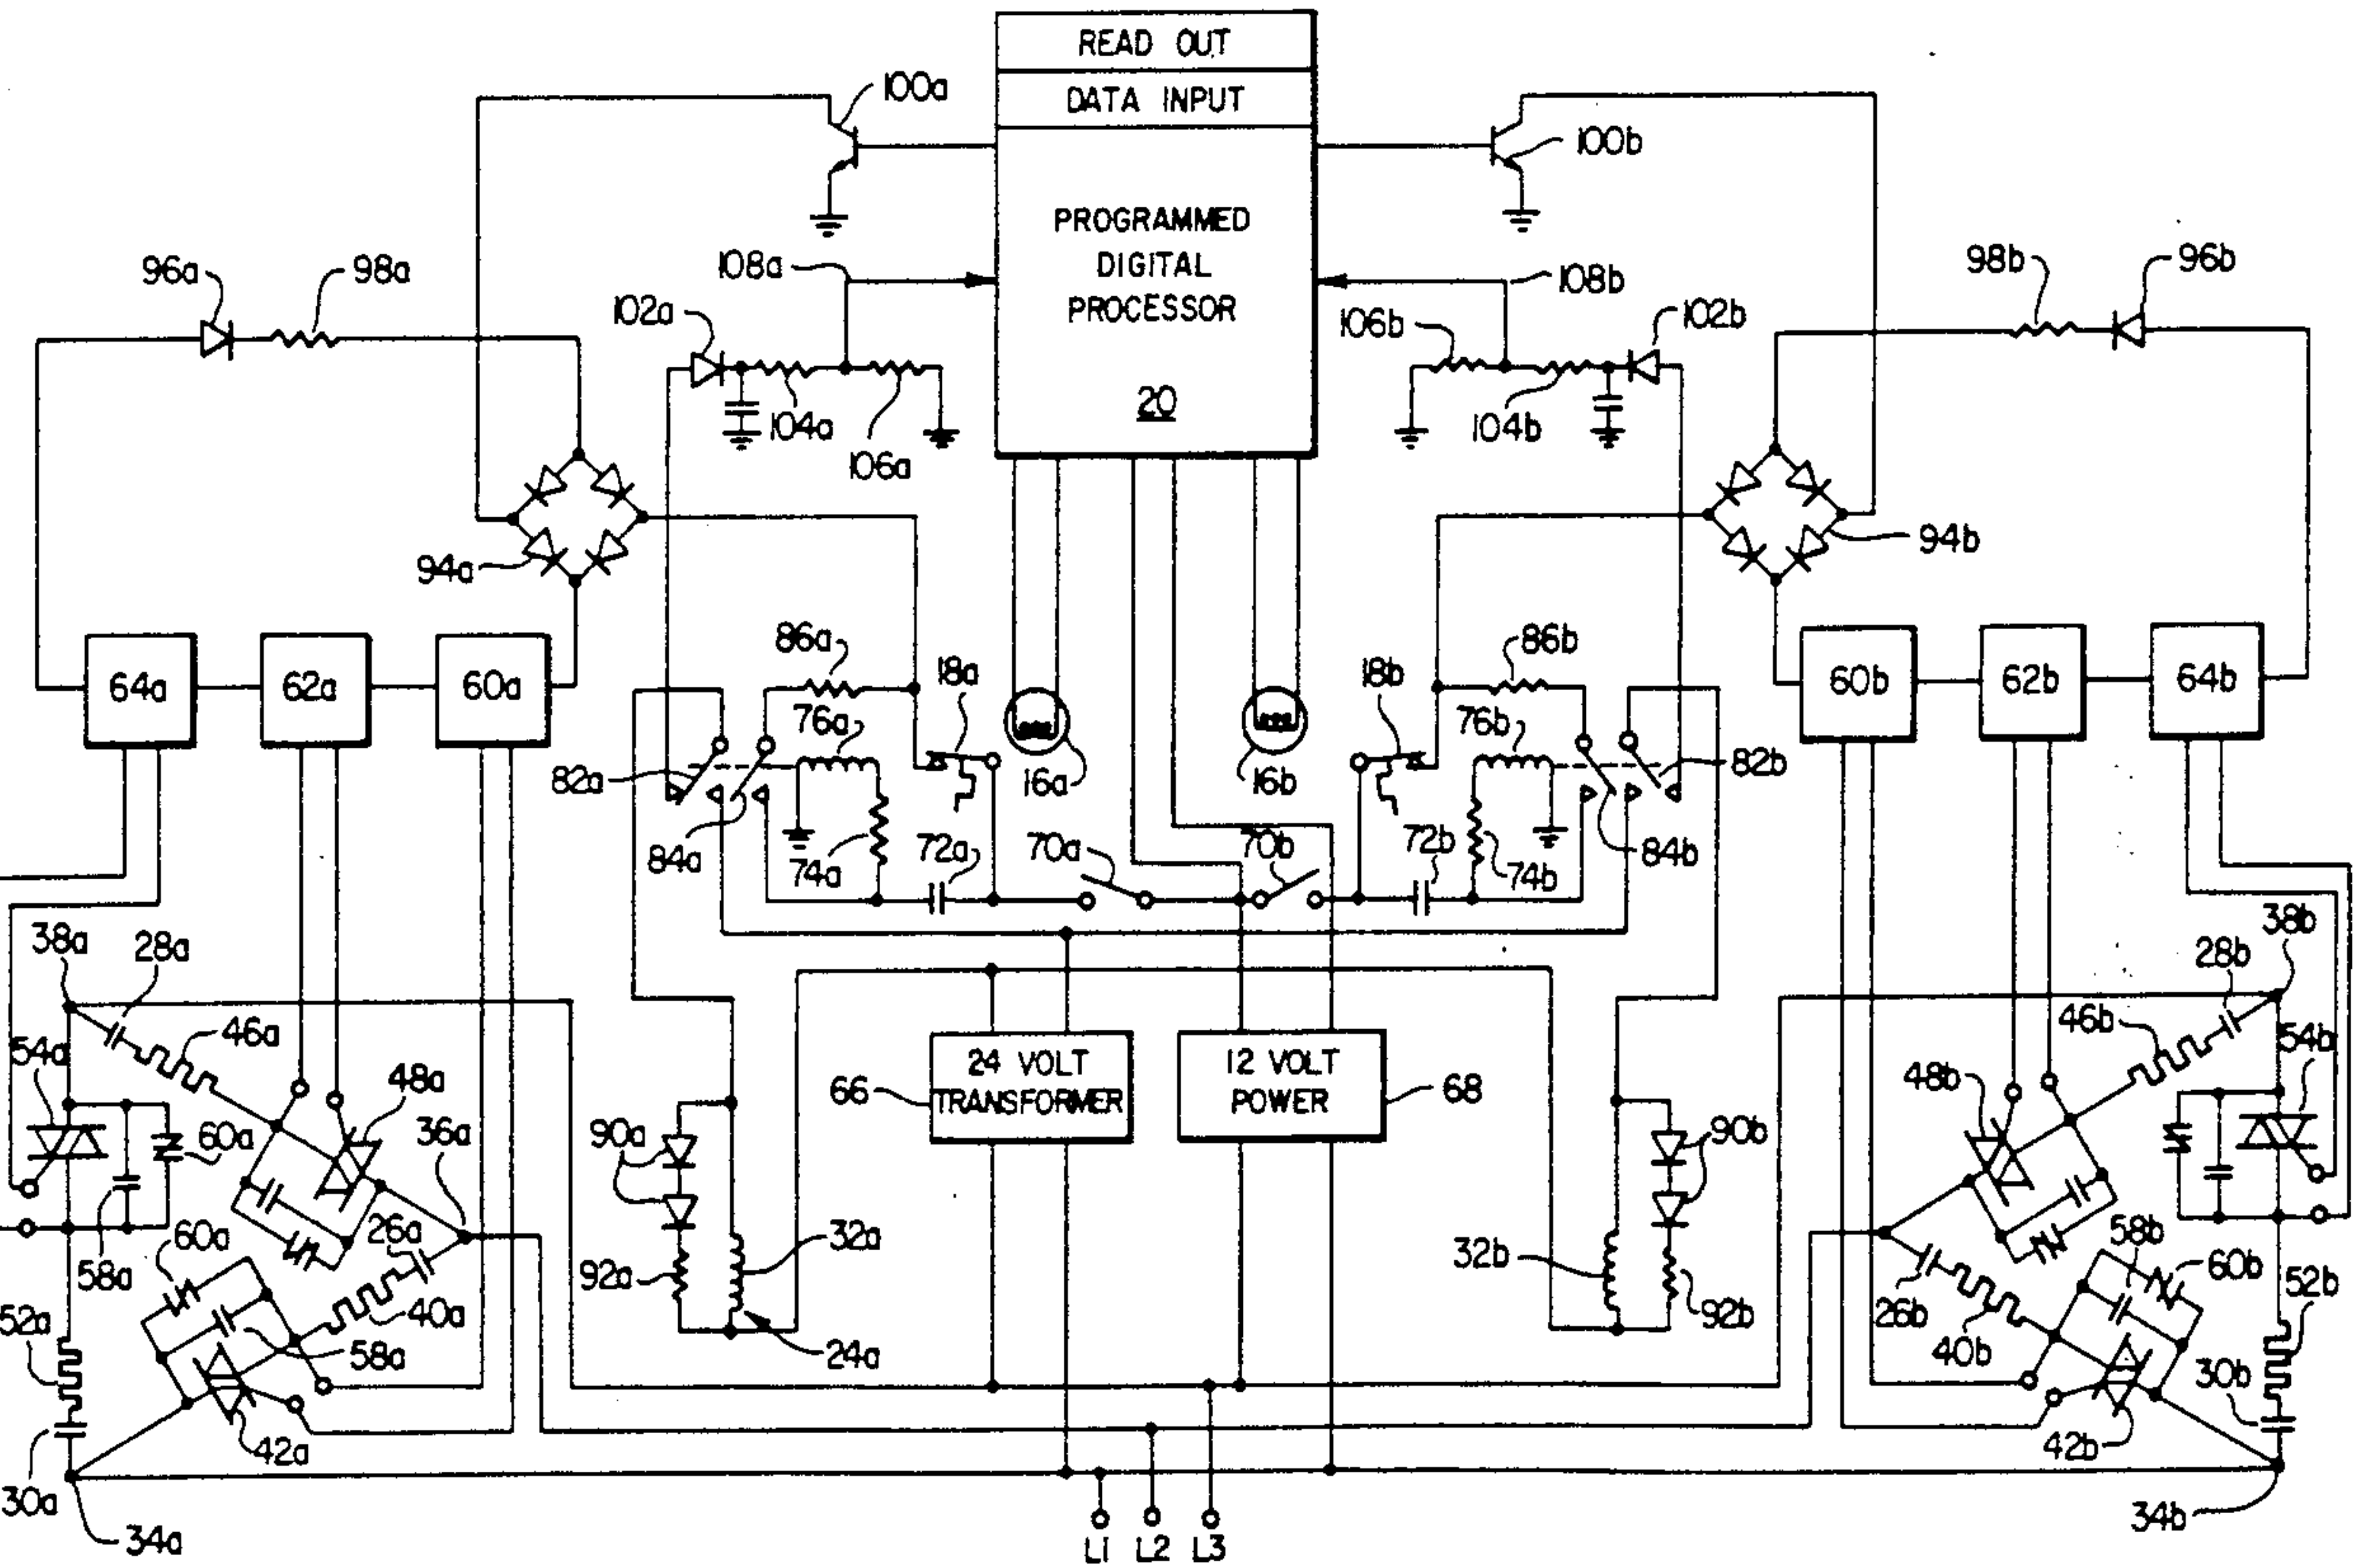 READ OUT
DATA INPUT
PROGRAMMED
DIGITAL
PROCESSOR
20
100a
100b
108a
108b
96a
98a
102a
104a
106a
106b
102b
104b
98b
96b
94a
94b
64a
62a
60a
86a
18a
76a
82a
84a
74a
72a
16a
70a
16b
70b
18b
86b
76b
82b
84b
72b
74b
60b
62b
64b
38a
28a
46a
54a
48a
36a
60a
58a
26a
60a
40a
58a
52a
42a
30a
34a
90a
92a
32a
24a
66
24 VOLT
TRANSFORMER
12 VOLT
POWER
68
90b
32b
92b
38b
28b
46b
54b
48b
58b
60b
26b
40b
52b
30b
42b
34b
L1
L2
L3